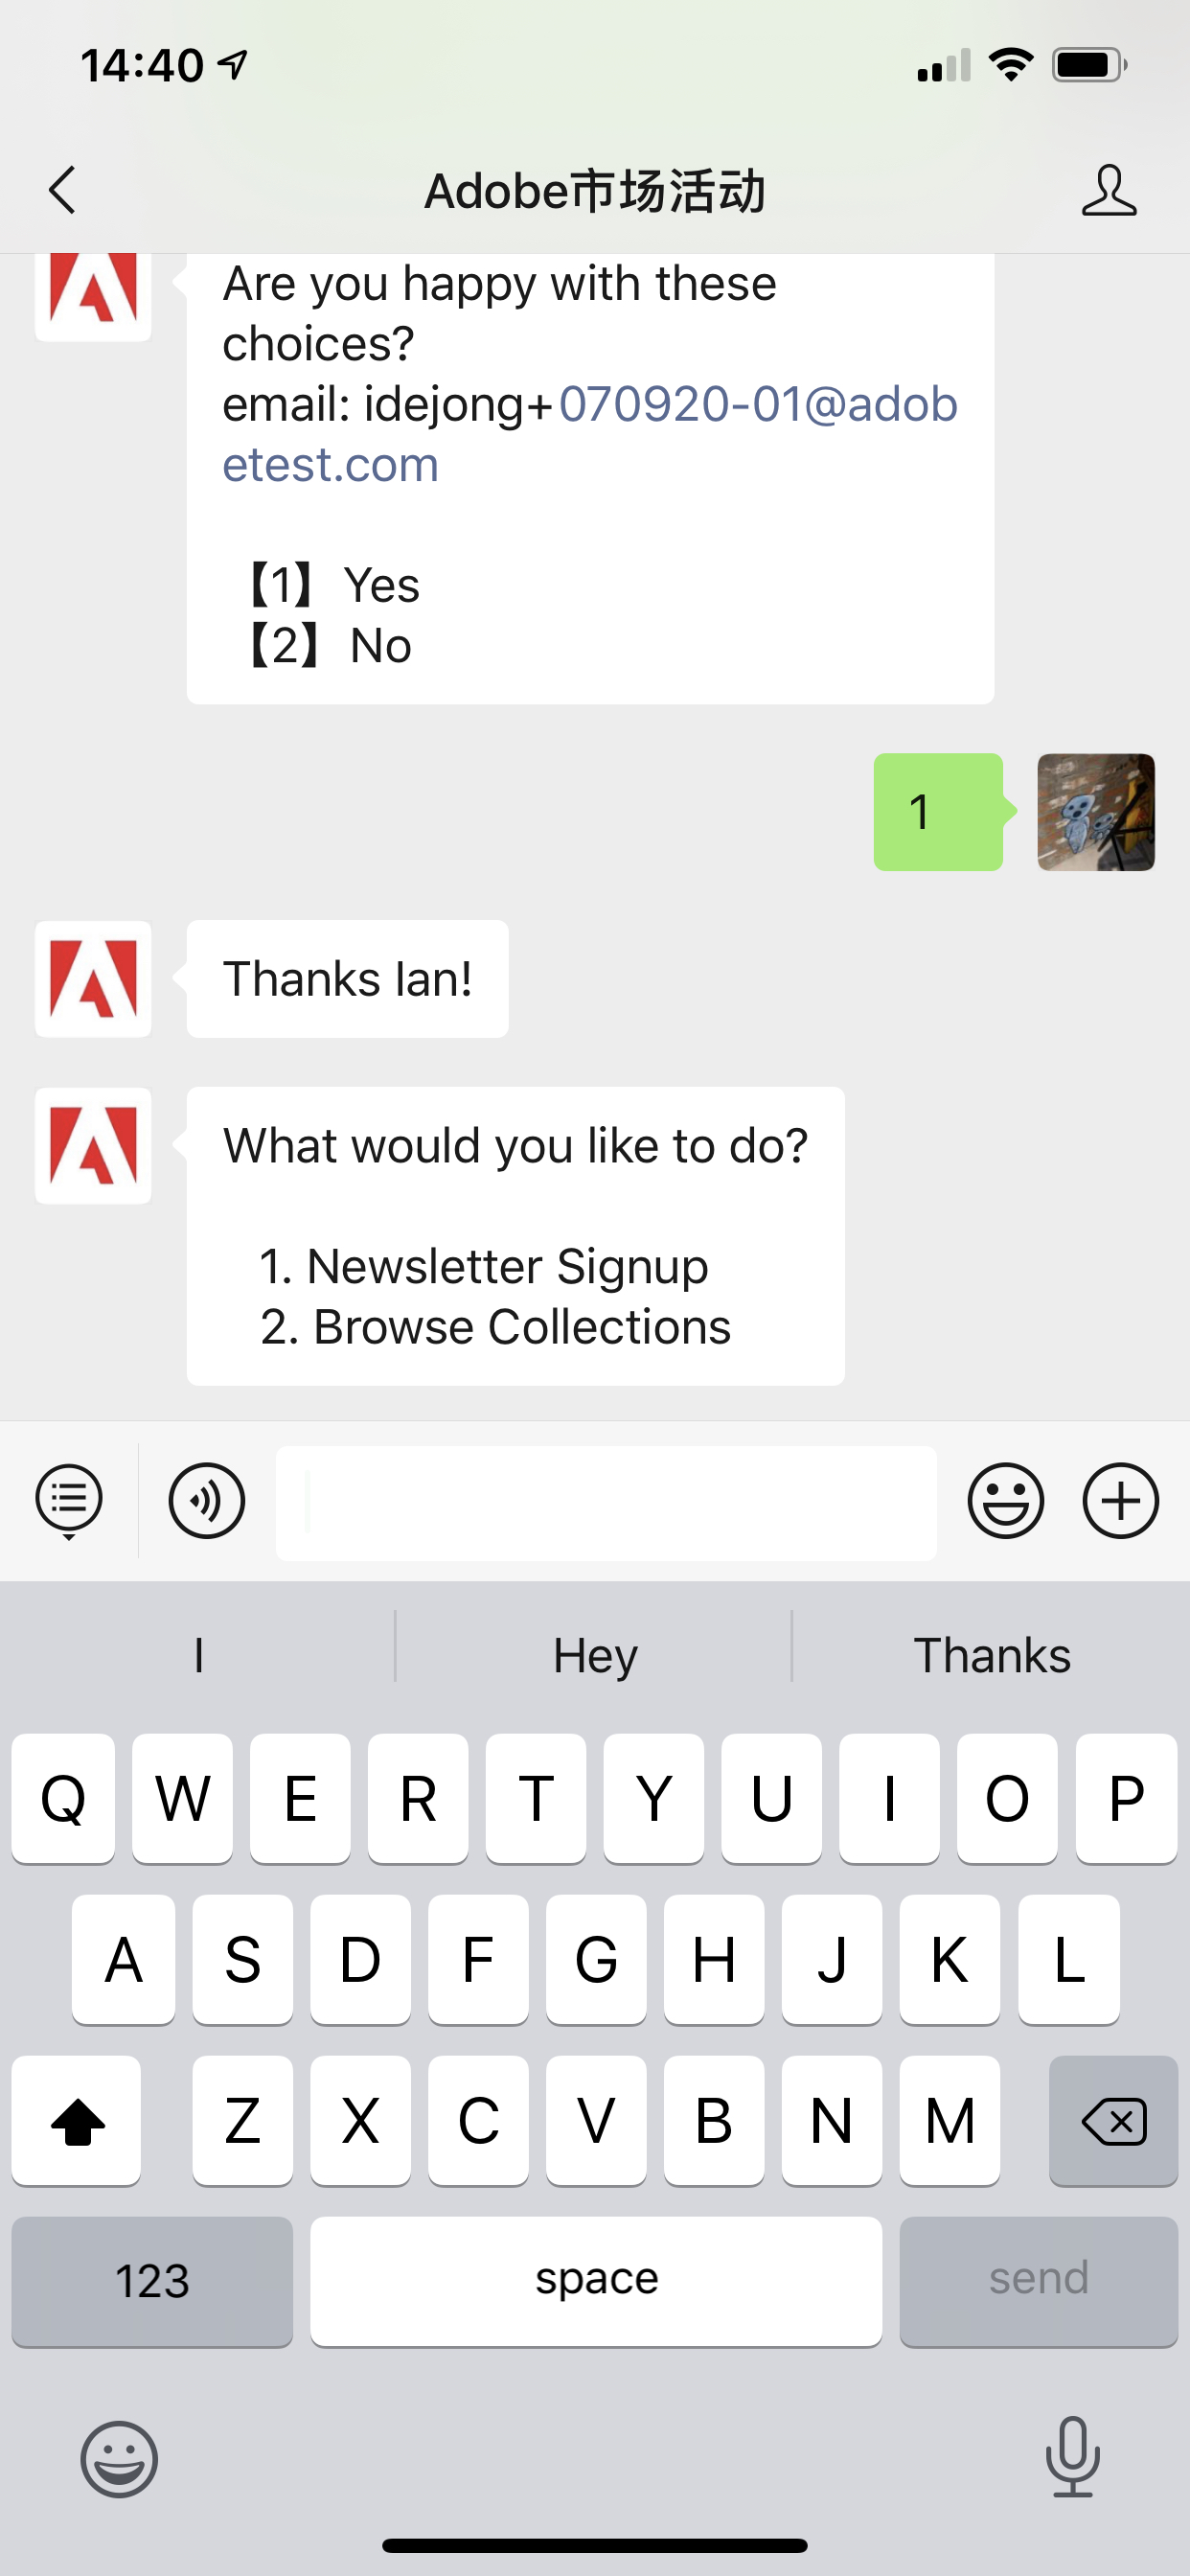 14:40
Adobe市场活动
Are you happy with these
choices?
email: idejong+070920-01@adob
etest.com
【1】Yes
【2】No
1
Thanks Ian!
What would you like to do?
1. Newsletter Signup
2. Browse Collections
I Hey Thanks
Q W E R T Y U I O P
A S D F G H J K L
Z X C V B N M
123 space send